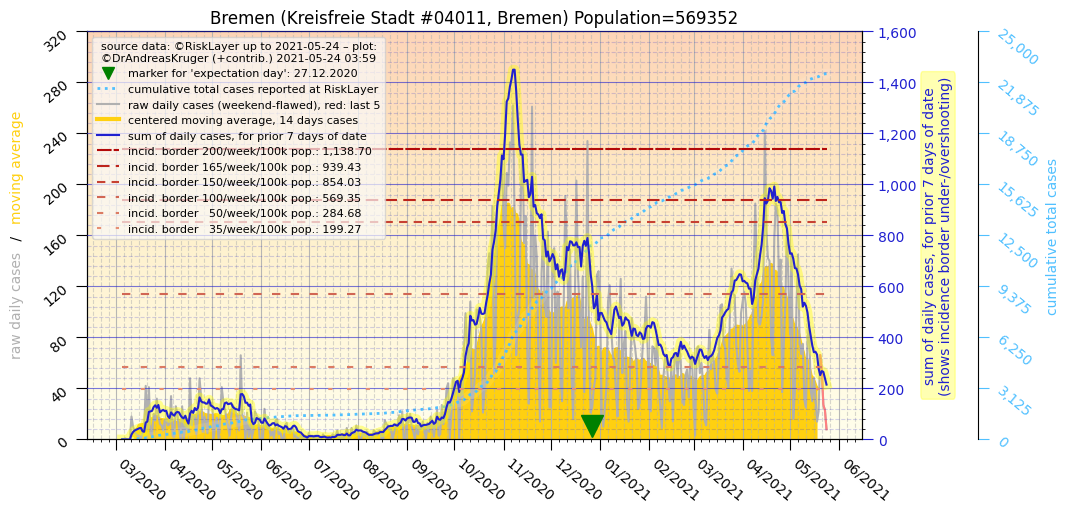 Bremen (Kreisfreie Stadt #04011, Bremen) Population=569352
source data: ©RiskLayer up to 2021-05-24 – plot:
©DrAndreasKruger (+contrib.) 2021-05-24 03:59
marker for 'expectation day': 27.12.2020
cumulative total cases reported at RiskLayer
raw daily cases (weekend-flawed), red: last 5
centered moving average, 14 days cases
sum of daily cases, for prior 7 days of date
incid. border 200/week/100k pop.: 1,138.70
incid. border 165/week/100k pop.: 939.43
incid. border 150/week/100k pop.: 854.03
incid. border 100/week/100k pop.: 569.35
incid. border   50/week/100k pop.: 284.68
incid. border   35/week/100k pop.: 199.27
raw daily cases   /   moving average
320
280
240
200
160
120
80
40
0
03/2020
04/2020
05/2020
06/2020
07/2020
08/2020
09/2020
10/2020
11/2020
12/2020
01/2021
02/2021
03/2021
04/2021
05/2021
06/2021
1,600
1,400
1,200
1,000
800
600
400
200
0
sum of daily cases, for prior 7 days of date
(shows incidence border under-/overshooting)
25,000
21,875
18,750
15,625
12,500
9,375
6,250
3,125
0
cumulative total cases